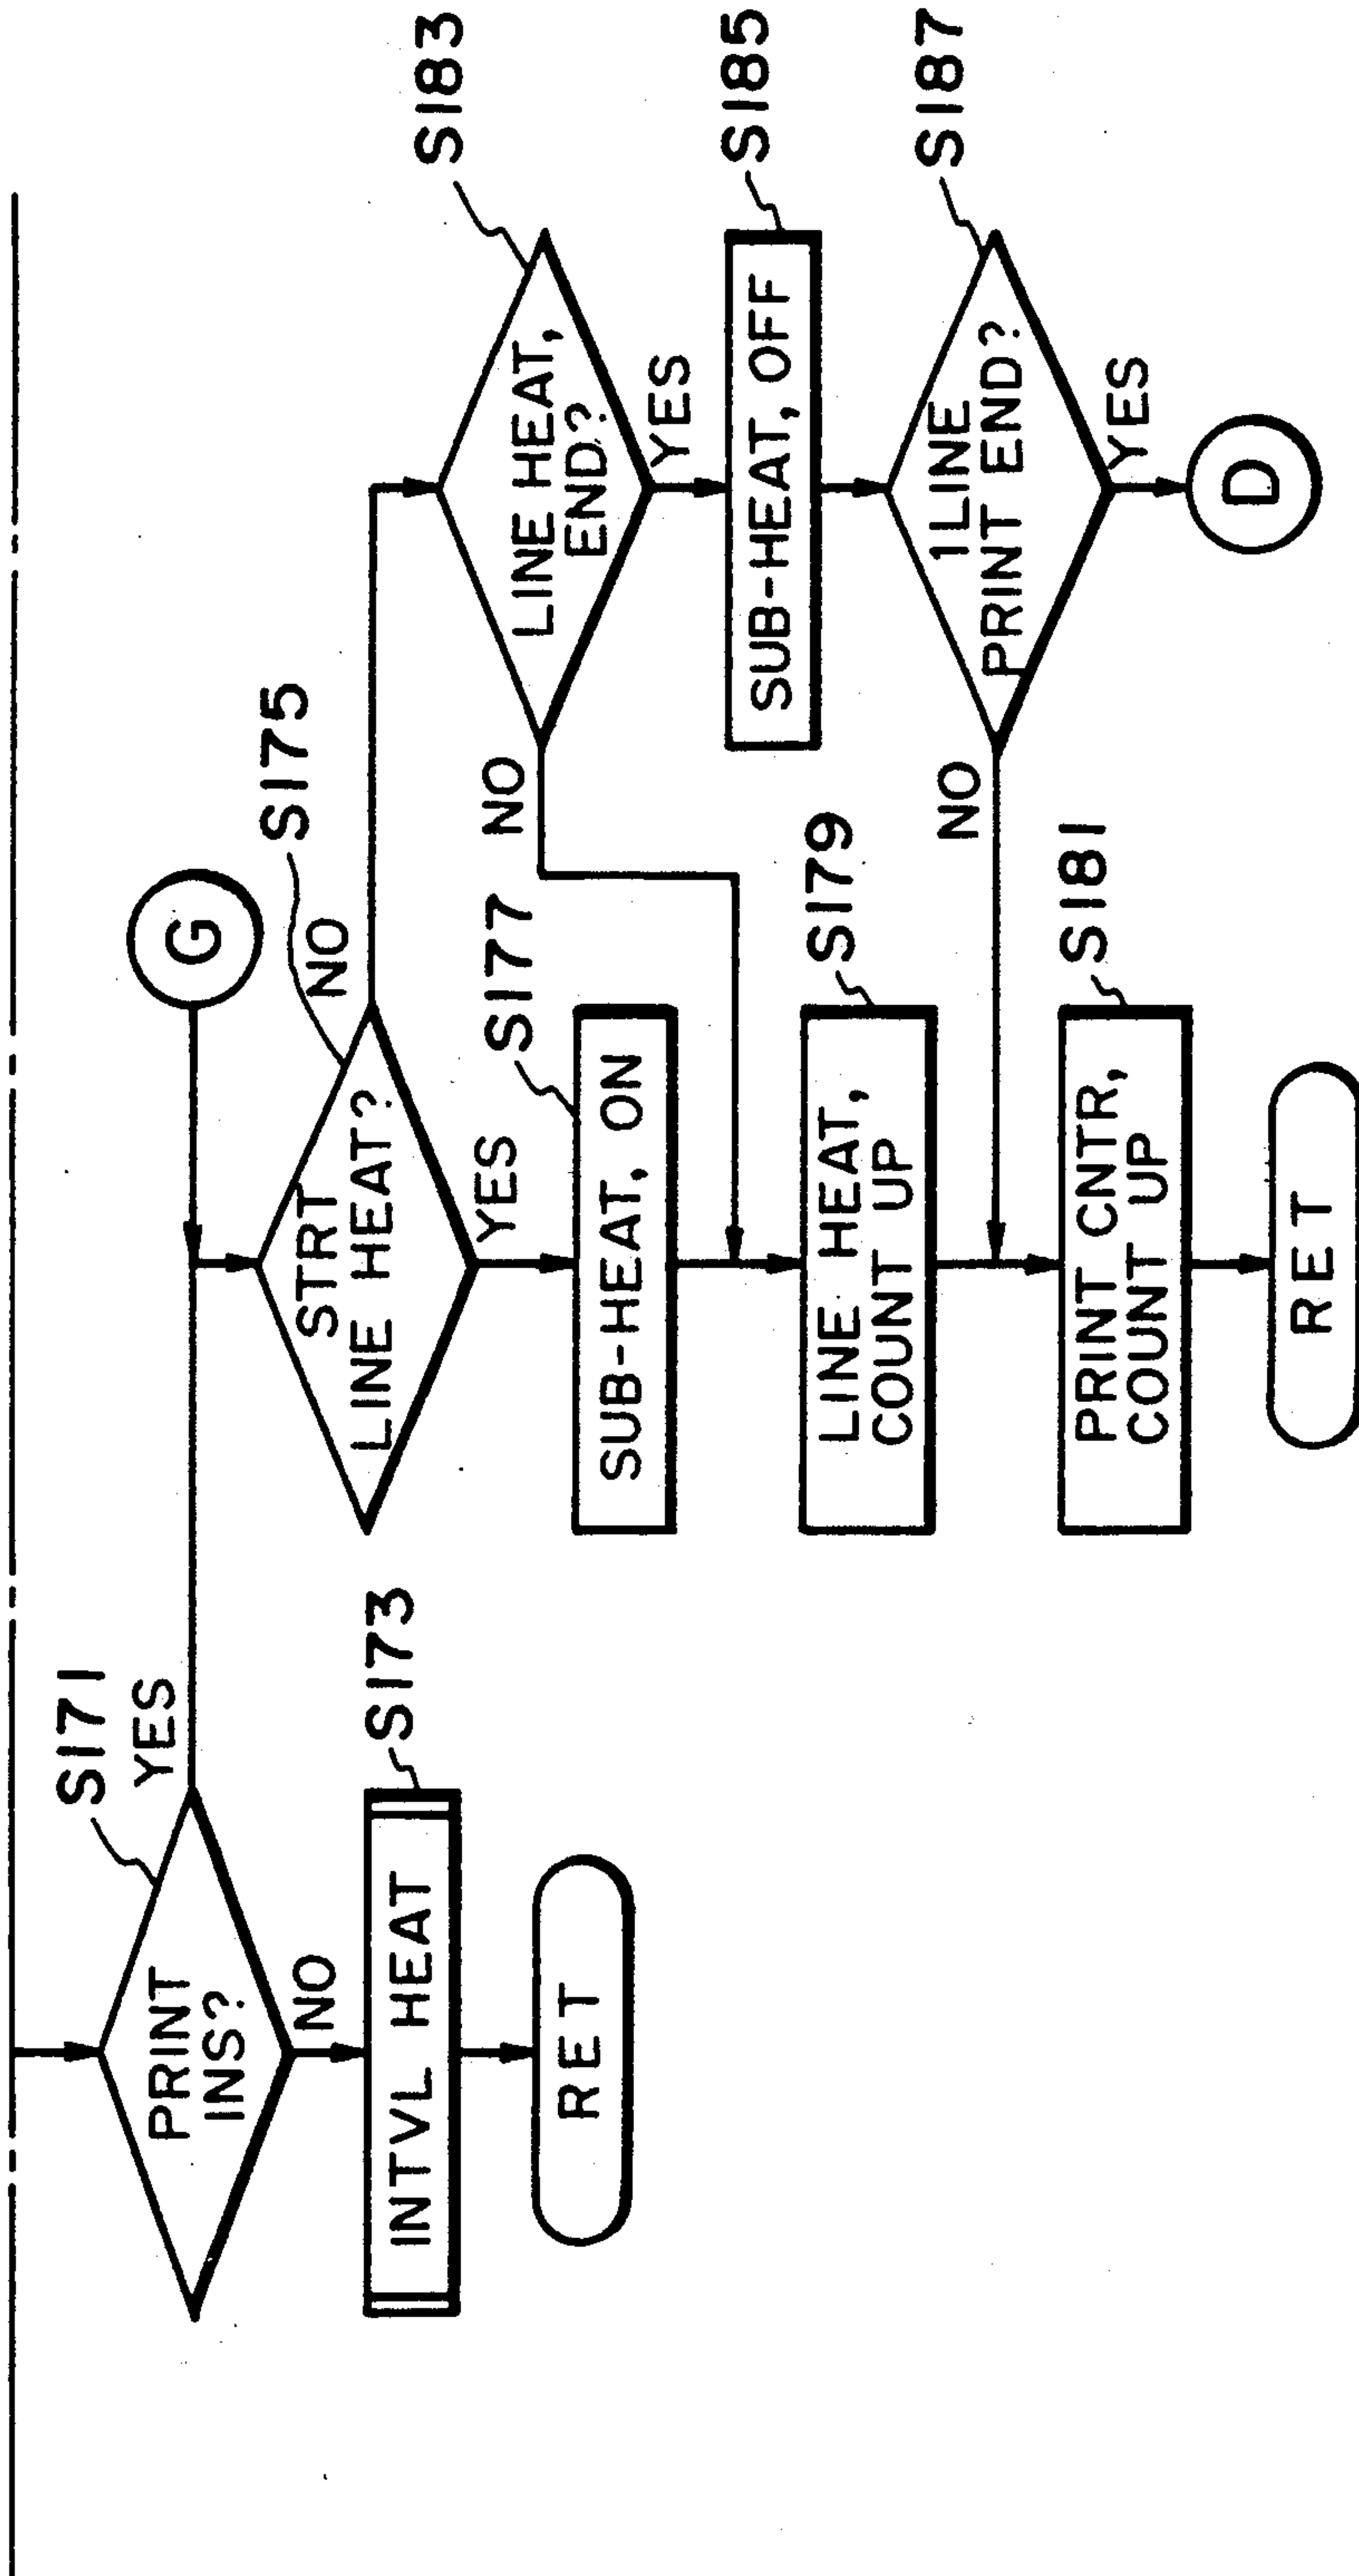 S171
YES
PRINT
INS?
NO
INTVL HEAT
S173
RET
G
S175
STRT
LINE HEAT?
NO
YES
S177
SUB-HEAT, ON
S179
LINE HEAT,
COUNT UP
S181
PRINT CNTR,
COUNT UP
RET
S183
LINE HEAT,
END?
NO
YES
S185
SUB-HEAT, OFF
S187
1LINE
PRINT END?
NO
YES
D